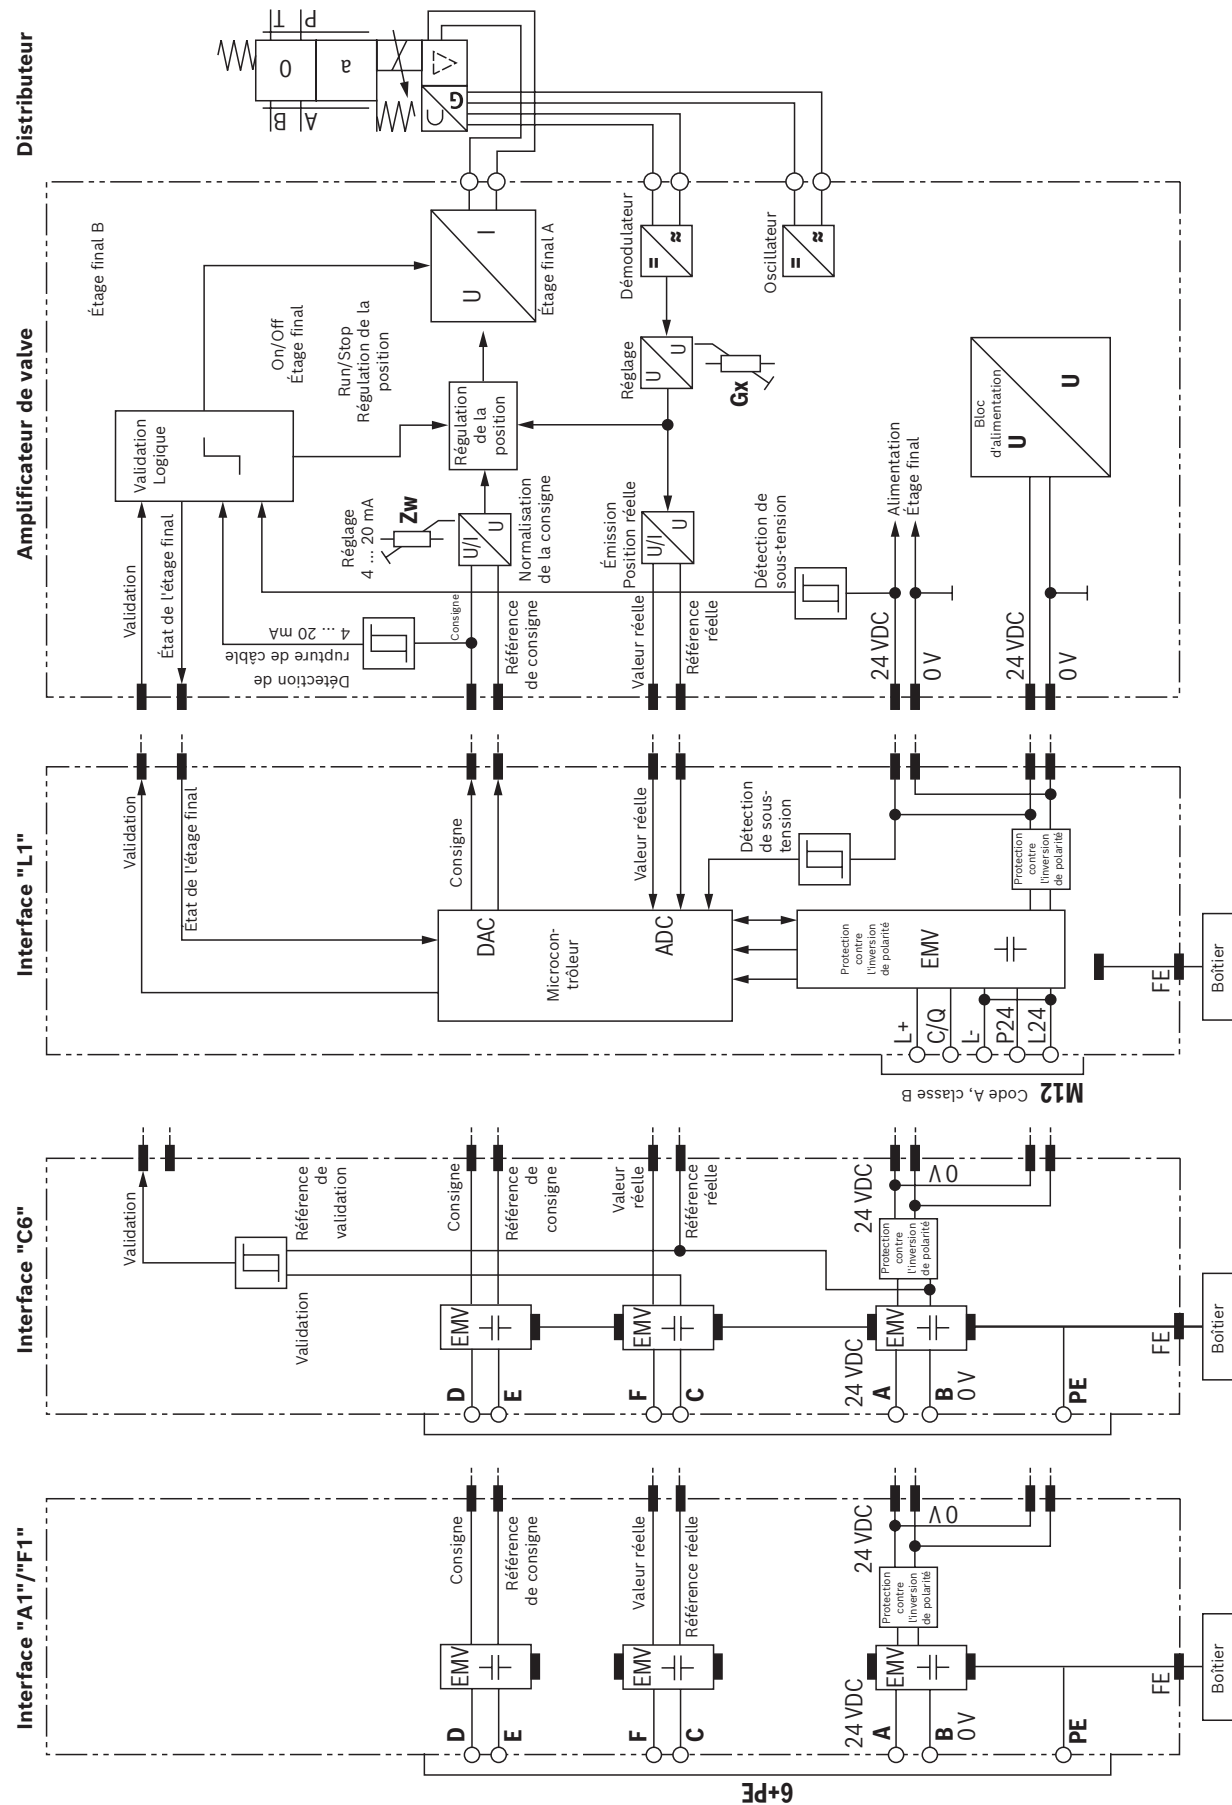 Interface "A1"/"F1"
Interface "C6"
Interface "L1"
Amplificateur de valve
Distributeur
6+PE
D
E
F
C
24 VDC
A
B
0 V
PE
EMV
EMV
EMV
Consigne
Référence
de consigne
Valeur réelle
Référence réelle
Protection
contre
l'inversion
de polarité
24 VDC
0 V
FE
Boîtier
Validation
Validation
Référence
de
validation
D
E
F
C
24 VDC
A
B
0 V
PE
EMV
EMV
EMV
Consigne
Référence
de
consigne
Valeur
réelle
Référence
réelle
Protection
contre
l'inversion
de polarité
24 VDC
0 V
FE
Boîtier
Validation
État de l'étage final
Consigne
DAC
Microcon-
trôleur
ADC
Valeur réelle
Détection
de sous-
tension
Protection
contre
l'inversion
de polarité
EMV
Protection
contre
l'inversion
de polarité
L+
C/Q
L-
P24
L24
M12 Code A, classe B
FE
Boîtier
Validation
État de l'étage final
Détection de
rupture de câble
4 ... 20 mA
Validation
Logique
On/Off
Étage final
Run/Stop
Régulation de la
position
Étage final B
Consigne
Référence
de consigne
Réglage
4 ... 20 mA
Zw
U/I
U
Normalisation
de la consigne
Régulation
de la
position
U
I
Étage final A
Valeur réelle
Référence
réelle
Émission
Position réelle
U/I
U
Réglage
U
U
Gx
Démodulateur
=
≈
Oscillateur
=
≈
Détection de
sous-tension
24 VDC
0 V
Alimentation
Étage final
24 VDC
0 V
Bloc
d'alimentation
U
U
B
A
0
a
T
P
U
G